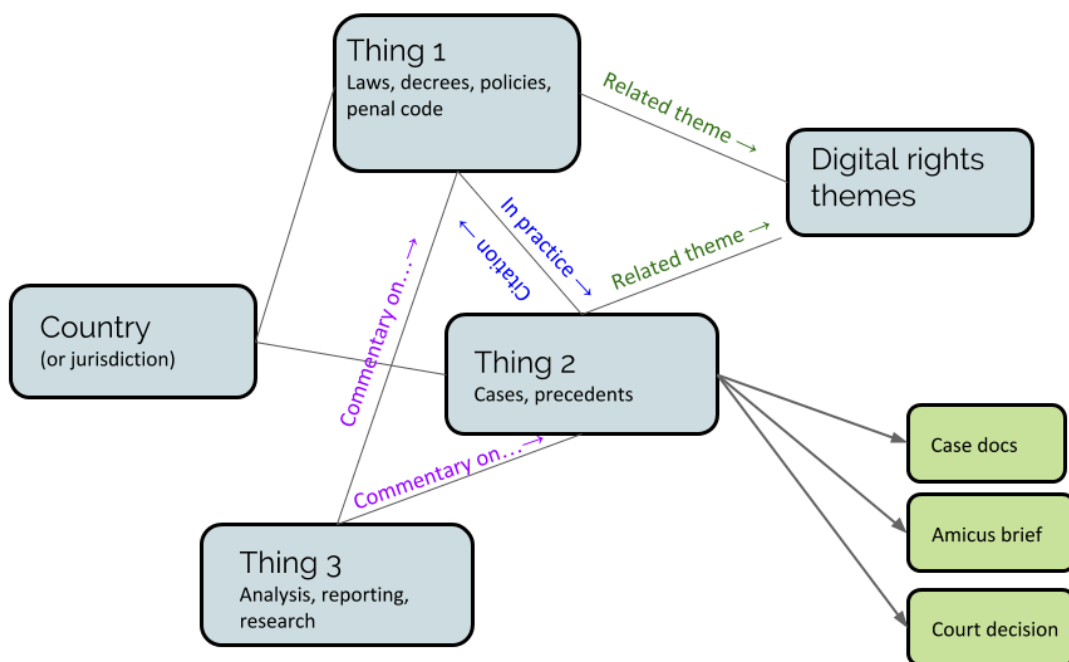 Thing 1
Laws, decrees, policies,
penal code
Related theme →
Digital rights
themes
In practice →
Citation →
Related theme →
Commentary on…→
Country
(or jurisdiction)
Thing 2
Cases, precedents
Commentary on…→
Case docs
Amicus brief
Court decision
Thing 3
Analysis, reporting,
research